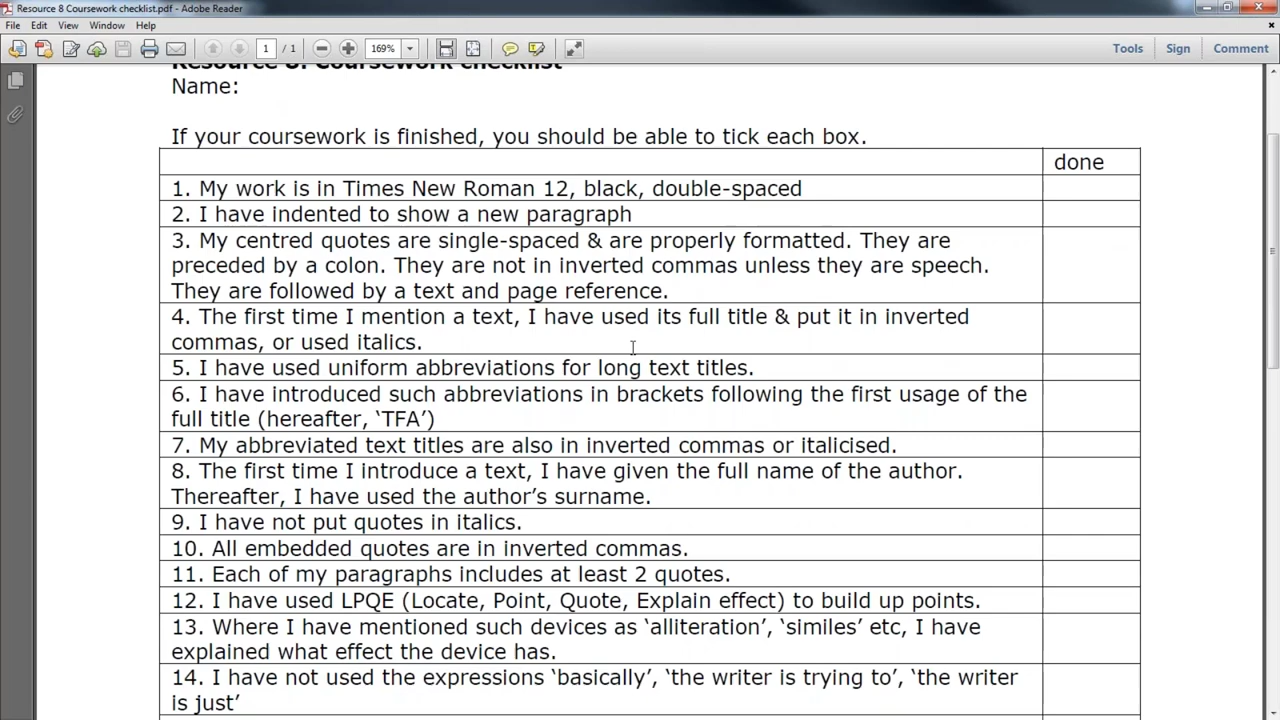 Resource 8 Coursework checklist.pdf - Adobe Reader
File Edit View Window Help
1 / 1 169% Tools Sign Comment
Resource 8: Coursework checklist
Name:
If your coursework is finished, you should be able to tick each box.
done
1. My work is in Times New Roman 12, black, double-spaced
2. I have indented to show a new paragraph
3. My centred quotes are single-spaced & are properly formatted. They are
preceded by a colon. They are not in inverted commas unless they are speech.
They are followed by a text and page reference.
4. The first time I mention a text, I have used its full title & put it in inverted
commas, or used italics.
5. I have used uniform abbreviations for long text titles.
6. I have introduced such abbreviations in brackets following the first usage of the
full title (hereafter, ‘TFA’)
7. My abbreviated text titles are also in inverted commas or italicised.
8. The first time I introduce a text, I have given the full name of the author.
Thereafter, I have used the author’s surname.
9. I have not put quotes in italics.
10. All embedded quotes are in inverted commas.
11. Each of my paragraphs includes at least 2 quotes.
12. I have used LPQE (Locate, Point, Quote, Explain effect) to build up points.
13. Where I have mentioned such devices as ‘alliteration’, ‘similes’ etc, I have
explained what effect the device has.
14. I have not used the expressions ‘basically’, ‘the writer is trying to’, ‘the writer
is just’